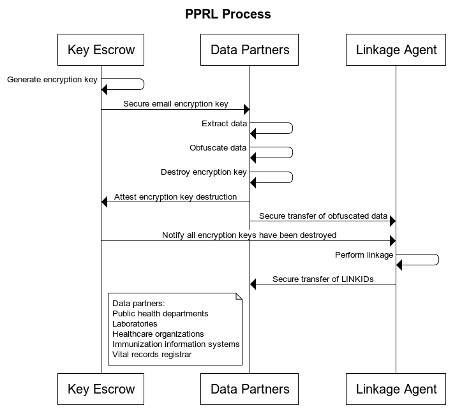 PPRL Process
Key Escrow
Data Partners
Linkage Agent
Generate encryption key
Secure email encryption key
Extract data
Obfuscate data
Destroy encryption key
Attest encryption key destruction
Secure transfer of obfuscated data
Notify all encryption keys have been destroyed
Perform linkage
Secure transfer of LINKIDs
Data partners:
Public health departments
Laboratories
Healthcare organizations
Immunization information systems
Vital records registrar
Key Escrow
Data Partners
Linkage Agent